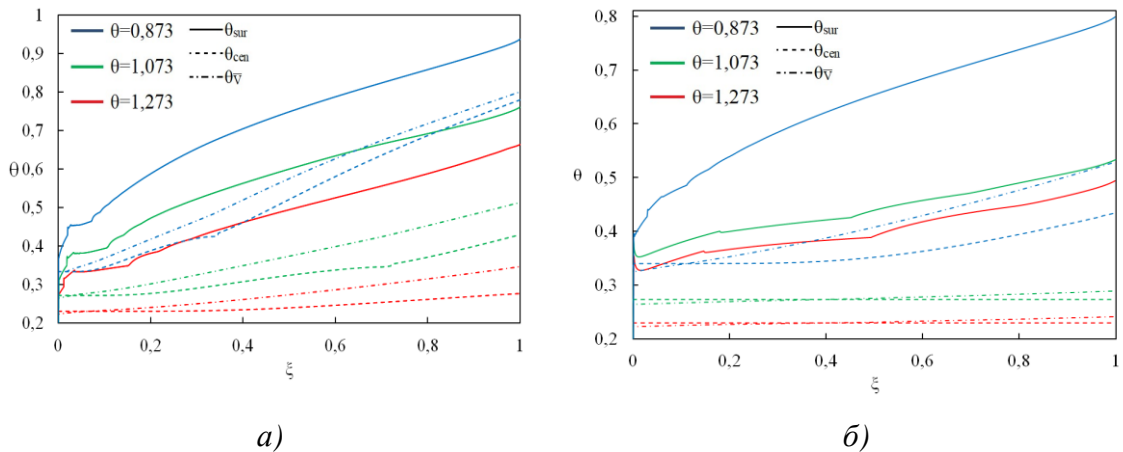 1
0,9
0,8
0,7
θ 0.6
0,5
0,4
0,3
0,2
0 0,2 0,4 0,6 0,8 1
ξ
θ=0,873
θ=1,073
θ=1,273
θsur
θcen
θV̅
а)
0,8
0,7
0,6
θ 0,5
0,4
0,3
0,2
0 0,2 0,4 0,6 0,8 1
ξ
θ=0,873
θ=1,073
θ=1,273
θsur
θcen
θV̅
б)